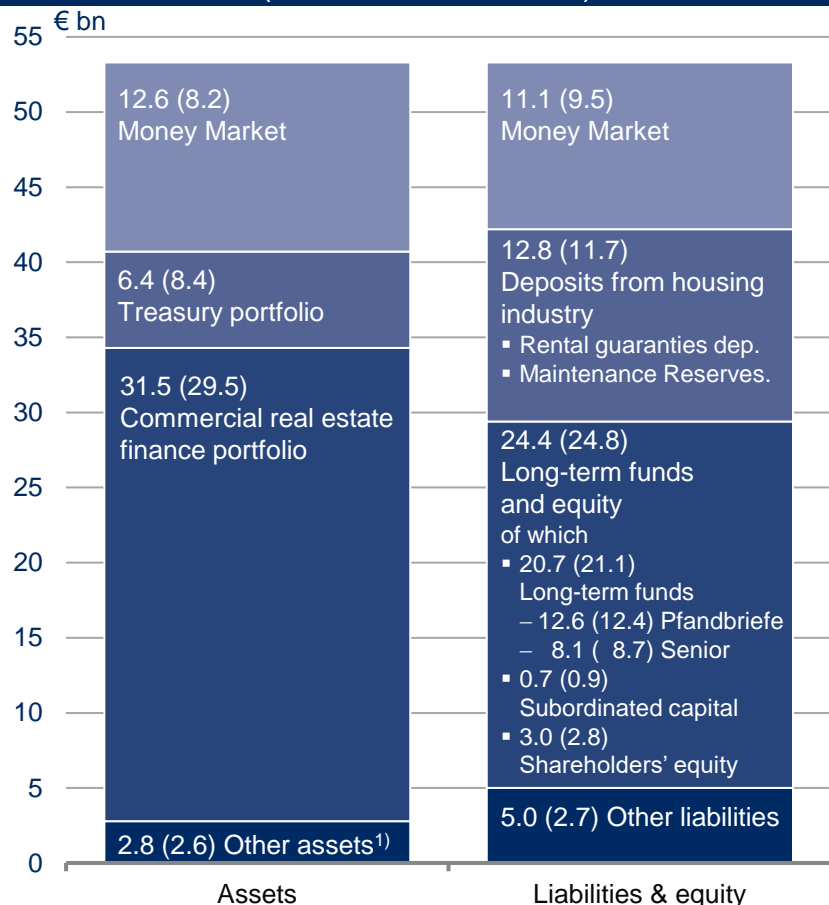 € bn
55
50
45
40
35
30
25
20
15
10
5
0
12.6 (8.2)
Money Market
6.4 (8.4)
Treasury portfolio
31.5 (29.5)
Commercial real estate
finance portfolio
2.8 (2.6) Other assets1)
Assets
11.1 (9.5)
Money Market
12.8 (11.7)
Deposits from housing
industry
▪ Rental guaranties dep.
▪ Maintenance Reserves.
24.4 (24.8)
Long-term funds
and equity
of which
▪ 20.7 (21.1)
Long-term funds
– 12.6 (12.4) Pfandbriefe
– 8.1 ( 8.7) Senior
▪ 0.7 (0.9)
Subordinated capital
▪ 3.0 (2.8)
Shareholders’ equity
5.0 (2.7) Other liabilities
Liabilities & equity